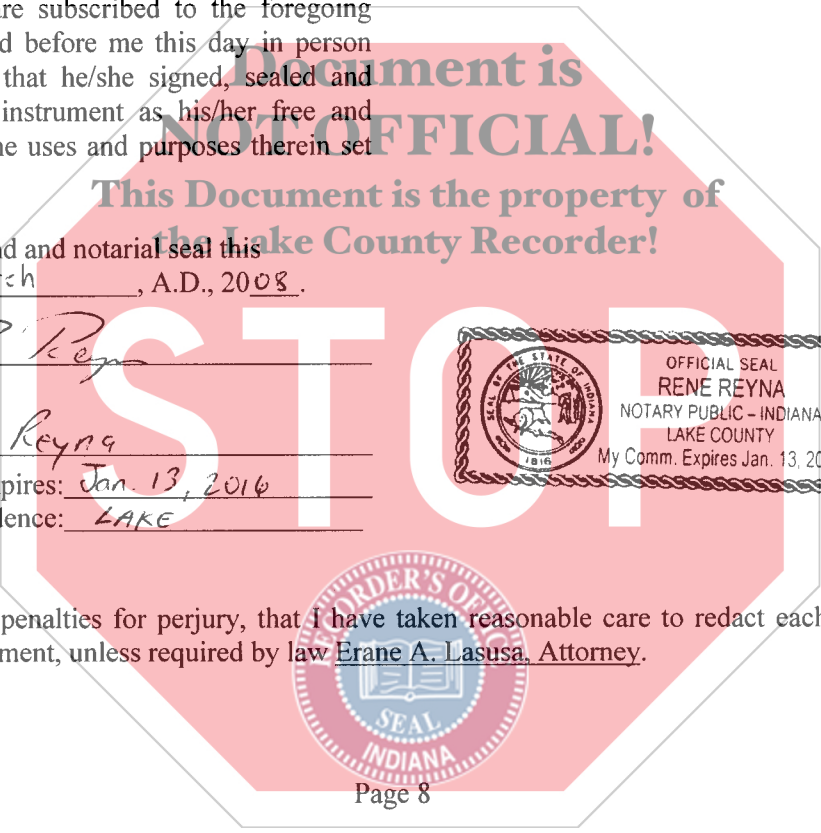 are subscribed to the foregoing
d before me this day in person
that he/she signed, sealed and
instrument as his/her free and
he uses and purposes therein set
Document is
NOT OFFICIAL!
This Document is the property of
the Lake County Recorder!
nd and notarial seal this
rch, A.D., 2008.
STOP
Reyna
pires: Jan. 13, 2016
dence: LAKE
SEAL OF THE STATE OF INDIANA
1816
OFFICIAL SEAL
RENE REYNA
NOTARY PUBLIC – INDIANA
LAKE COUNTY
My Comm. Expires Jan. 13, 20
penalties for perjury, that I have taken reasonable care to redact each
ment, unless required by law Erane A. Lasusa, Attorney.
RECORDER'S OFFICE
SEAL
INDIANA
Page 8